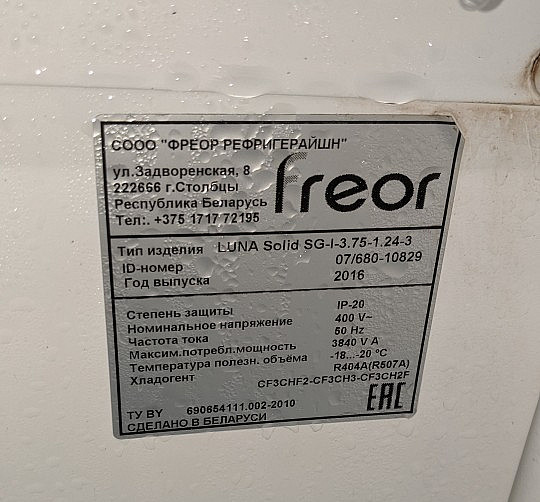 СООО "ФРЕОР РЕФРИГЕРАЙШН"
ул.Задворенская, 8
222666 г.Столбцы
Республика Беларусь
Тел:. +375 1717 72195
freor
Тип изделия LUNA Solid SG-I-3.75-1.24-3
ID-номер 07/680-10829
Год выпуска 2016
Степень защиты IP-20
Номинальное напряжение 400 V~
Частота тока 50 Hz
Максим.потребл.мощность 3840 V A
Температура полезн. объёма -18...-20 °C
Хладогент R404A(R507A)
CF3CHF2-CF3CH3-CF3CH2F
ТУ BY 690654111.002-2010
СДЕЛАНО В БЕЛАРУСИ
EAC